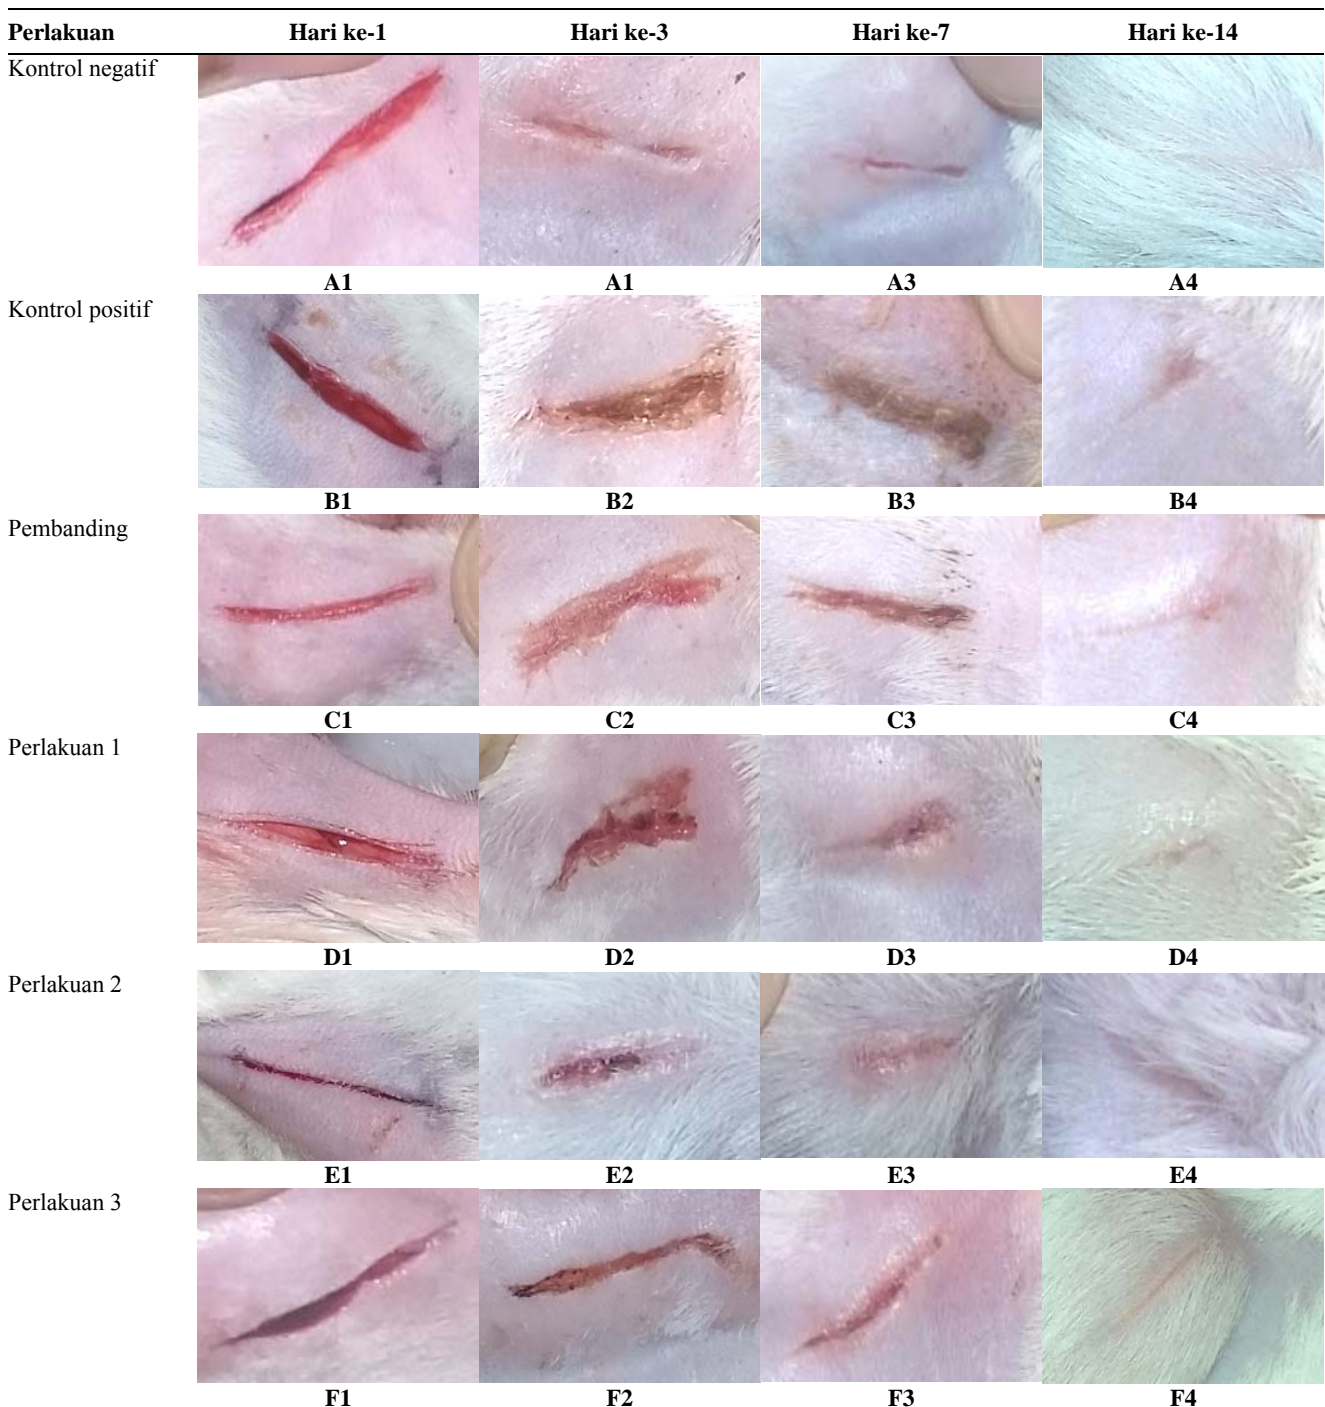 Perlakuan Hari ke-1 Hari ke-3 Hari ke-7 Hari ke-14
Kontrol negatif
A1 A1 A3 A4
Kontrol positif
B1 B2 B3 B4
Pembanding
C1 C2 C3 C4
Perlakuan 1
D1 D2 D3 D4
Perlakuan 2
E1 E2 E3 E4
Perlakuan 3
F1 F2 F3 F4